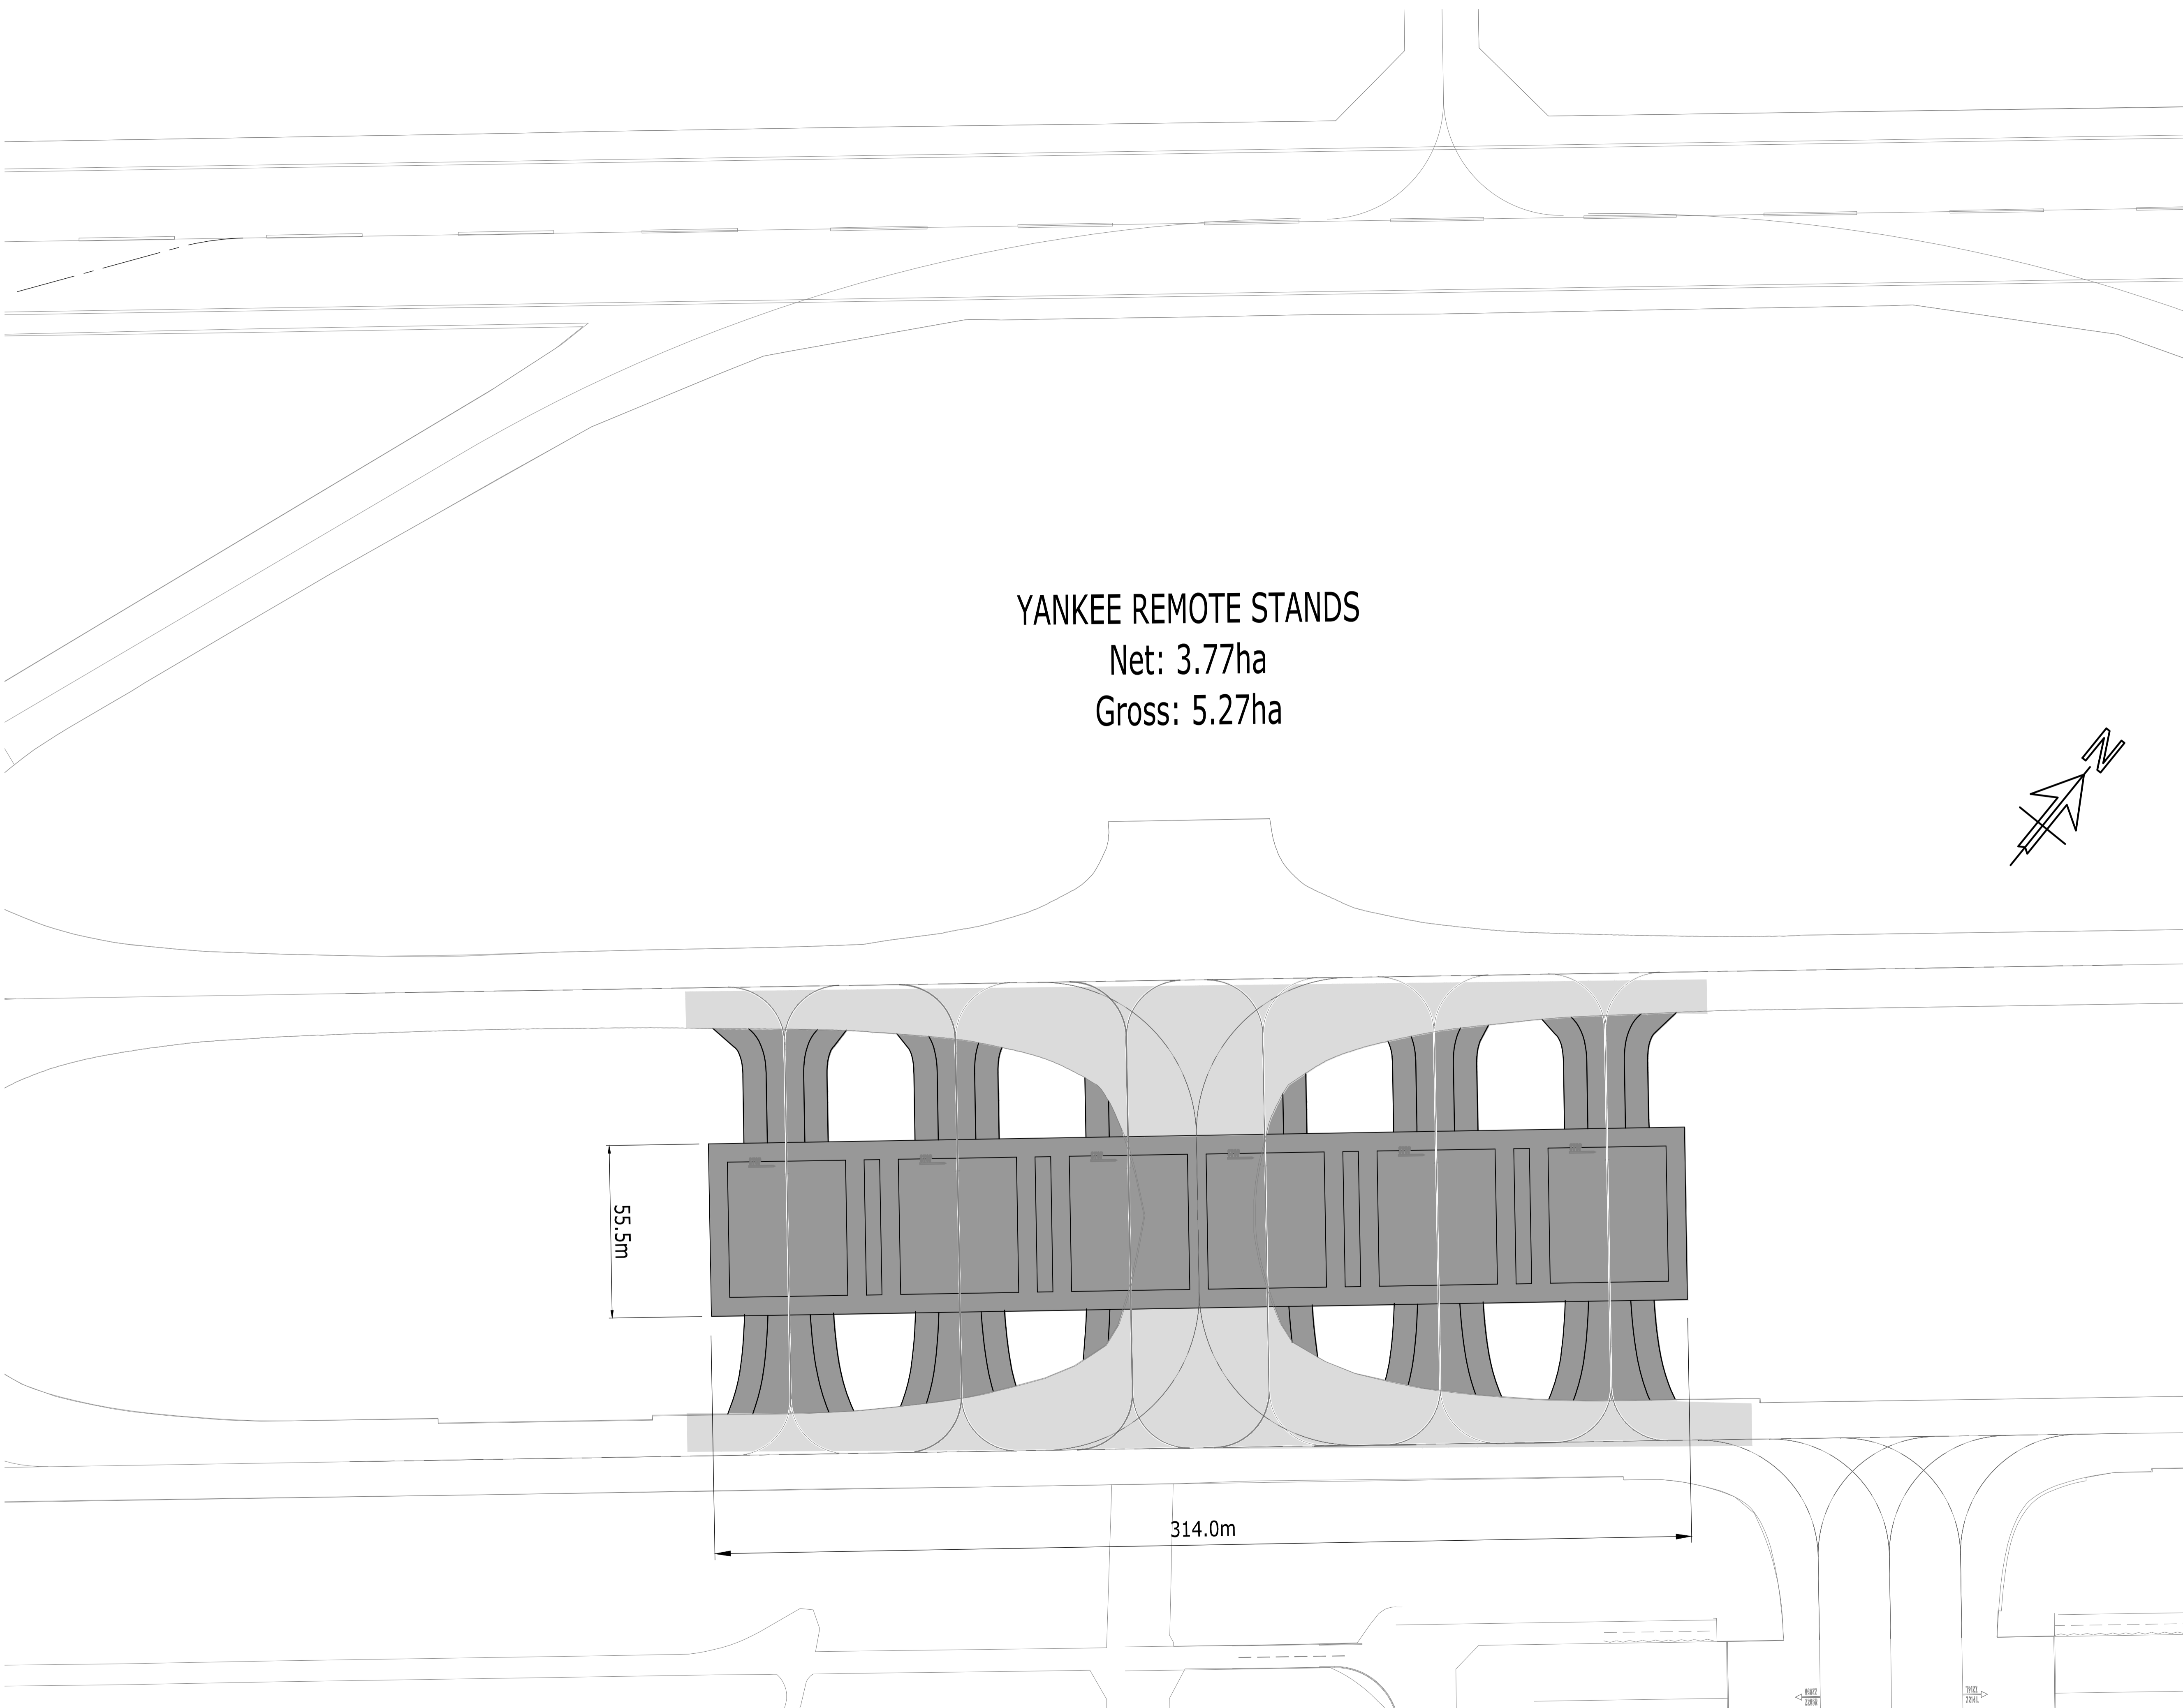 YANKEE REMOTE STANDS
Net: 3.77ha
Gross: 5.27ha
N
55.5m
314.0m